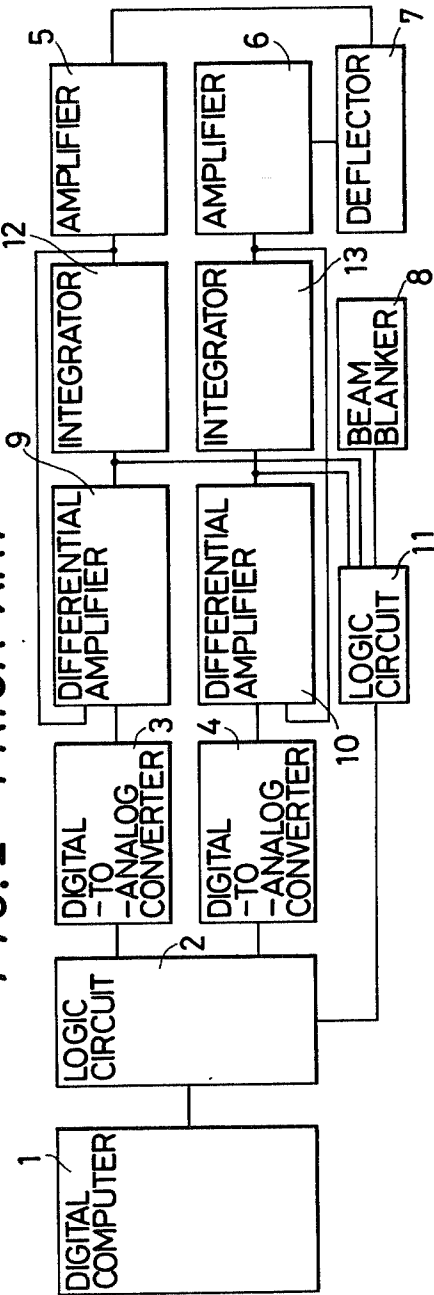 FIG. 2 PRIOR ART
1
DIGITAL
COMPUTER
2
LOGIC
CIRCUIT
3
DIGITAL
-TO
-ANALOG
CONVERTER
4
DIGITAL
-TO
-ANALOG
CONVERTER
9
DIFFERENTIAL
AMPLIFIER
DIFFERENTIAL
AMPLIFIER
10
12
INTEGRATOR
INTEGRATOR
13
5
AMPLIFIER
6
AMPLIFIER
7
DEFLECTOR
8
BEAM
BLANKER
LOGIC
CIRCUIT
11